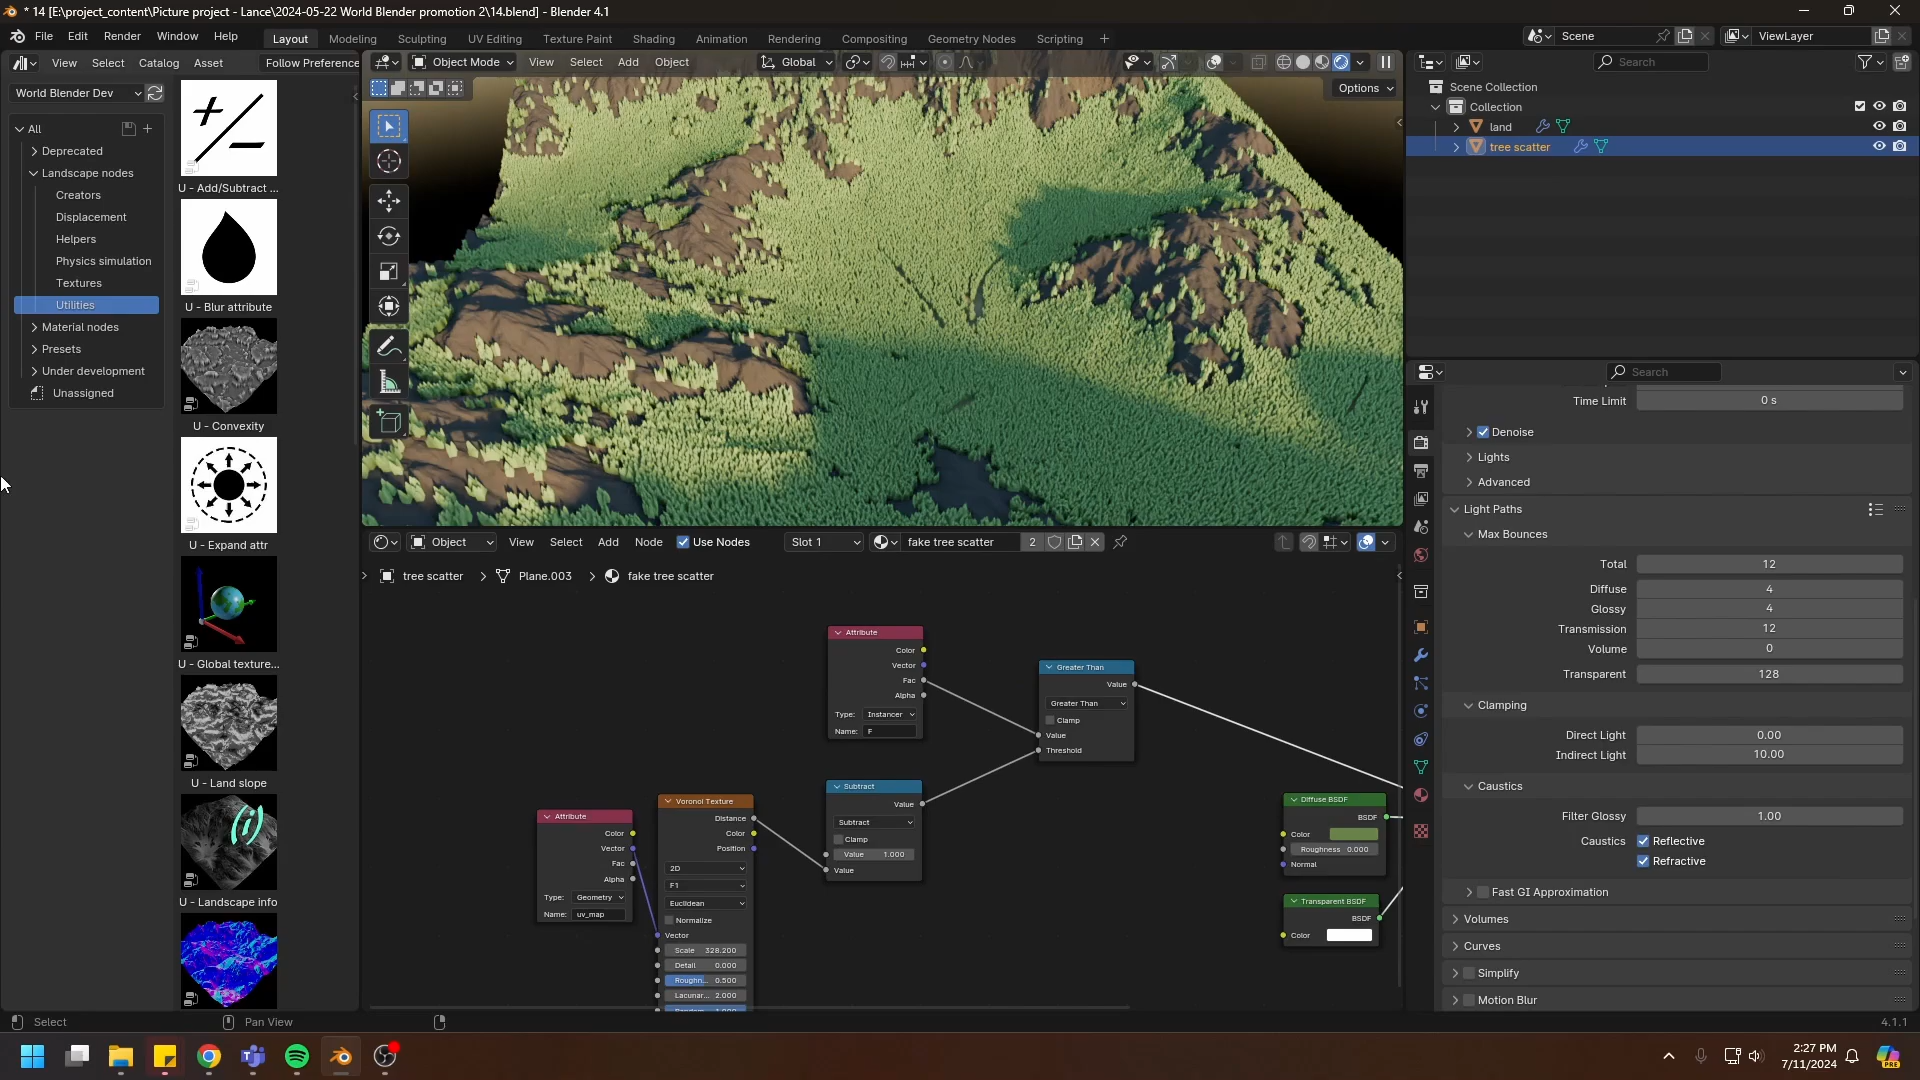 * 14 [E:\project_content\Picture project - Lance\2024-05-22 World Blender promotion 2\14.blend] - Blender 4.1
File Edit Render Window Help
Layout Modeling Sculpting UV Editing Texture Paint Shading Animation Rendering Compositing Geometry Nodes Scripting +
Scene
ViewLayer
View Select Catalog Asset Follow Preference
Object Mode View Select Add Object Global
Options
World Blender Dev
All
Deprecated
Landscape nodes
Creators
Displacement
Helpers
Physics simulation
Textures
Utilities
Material nodes
Presets
Under development
Unassigned
U - Add/Subtract ...
U - Blur attribute
U - Convexity
U - Expand attr
U - Global texture...
U - Land slope
U - Landscape info
Object View Select Add Node Use Nodes Slot 1 fake tree scatter 2
tree scatter Plane.003 fake tree scatter
Attribute
Color
Vector
Fac
Alpha
Type: Instancer
Name: F
Greater Than
Value
Greater Than
Clamp
Value
Threshold
Attribute
Color
Vector
Fac
Alpha
Type: Geometry
Name: uv_map
Voronoi Texture
Distance
Color
Position
2D
F1
Euclidean
Normalize
Vector
Scale 328.200
Detail 0.000
Roughn... 0.500
Lacunar... 2.000
Subtract
Value
Subtract
Clamp
Value 1.000
Value
Diffuse BSDF
BSDF
Color
Roughness 0.000
Normal
Transparent BSDF
BSDF
Color
Search
Scene Collection
Collection
land
tree scatter
Search
Time Limit 0 s
Denoise
Lights
Advanced
Light Paths
Max Bounces
Total 12
Diffuse 4
Glossy 4
Transmission 12
Volume 0
Transparent 128
Clamping
Direct Light 0.00
Indirect Light 10.00
Caustics
Filter Glossy 1.00
Caustics Reflective
Refractive
Fast GI Approximation
Volumes
Curves
Simplify
Motion Blur
Select Pan View 4.1.1
2:27 PM
7/11/2024
PRE